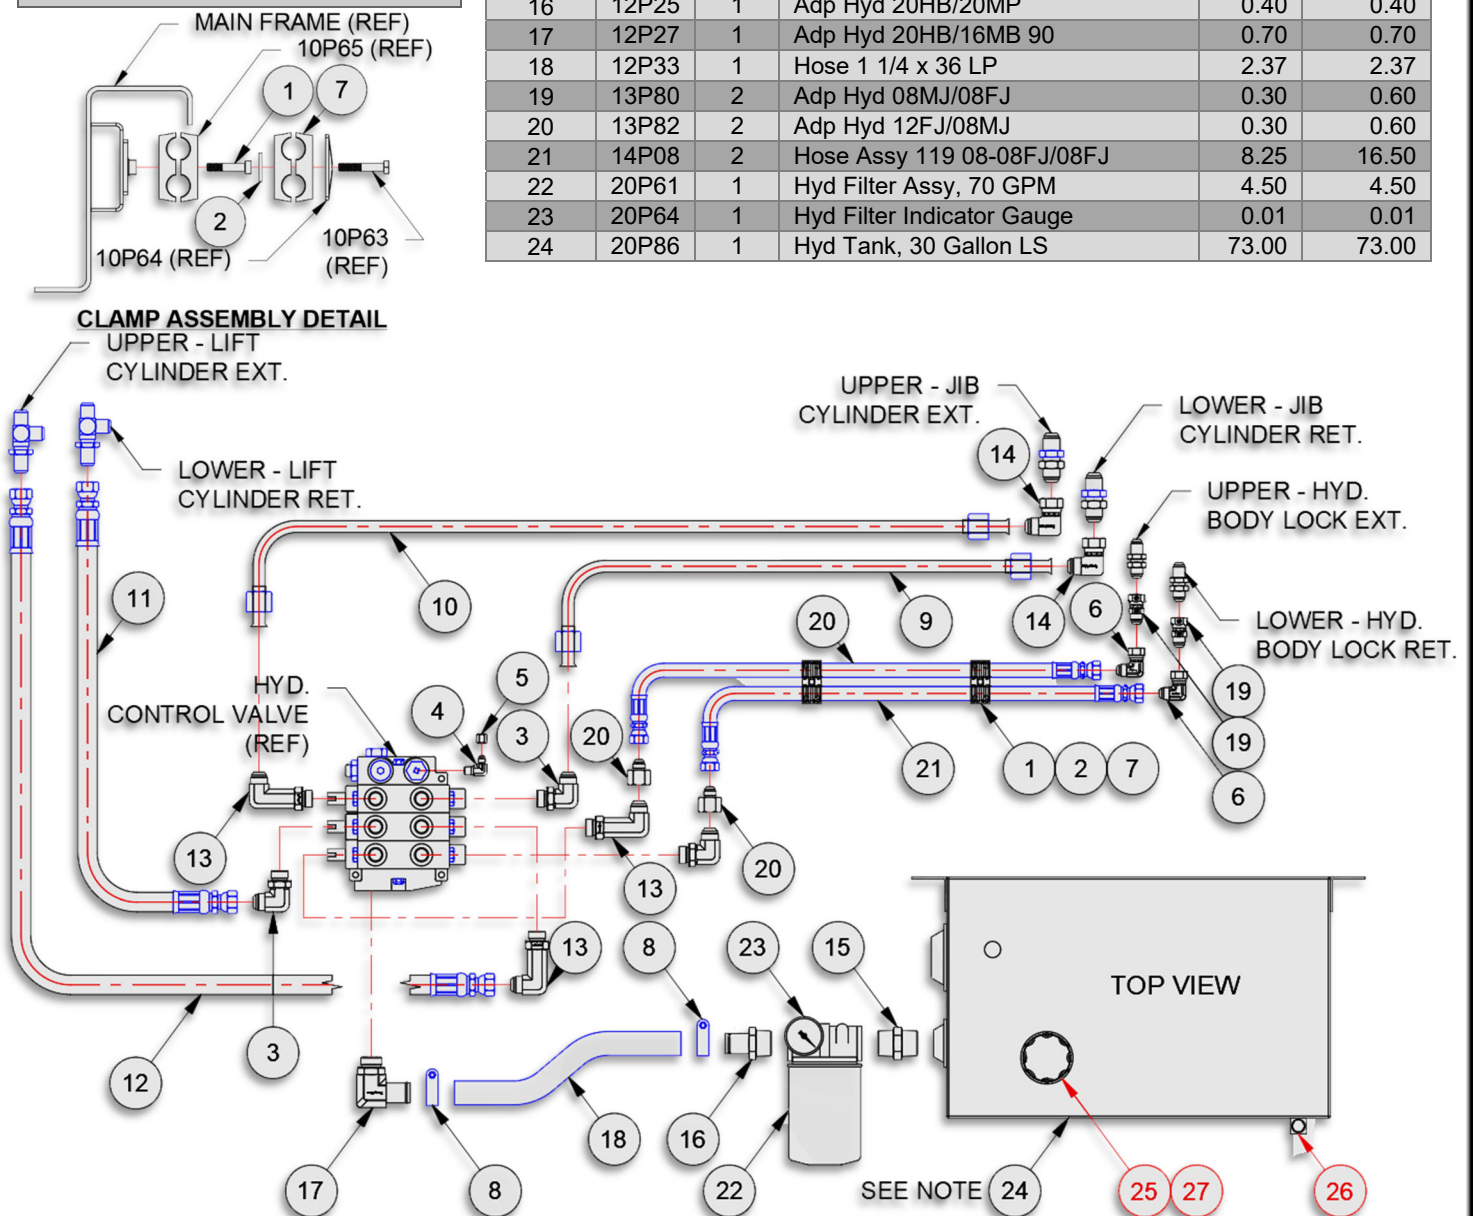 16 12P25 1 Adp Hyd 20HB/20MP 0.40 0.40
17 12P27 1 Adp Hyd 20HB/16MB 90 0.70 0.70
18 12P33 1 Hose 1 1/4 x 36 LP 2.37 2.37
19 13P80 2 Adp Hyd 08MJ/08FJ 0.30 0.60
20 13P82 2 Adp Hyd 12FJ/08MJ 0.30 0.60
21 14P08 2 Hose Assy 119 08-08FJ/08FJ 8.25 16.50
22 20P61 1 Hyd Filter Assy, 70 GPM 4.50 4.50
23 20P64 1 Hyd Filter Indicator Gauge 0.01 0.01
24 20P86 1 Hyd Tank, 30 Gallon LS 73.00 73.00
MAIN FRAME (REF)
10P65 (REF)
1 7
2
10P64 (REF)
10P63
(REF)
CLAMP ASSEMBLY DETAIL
UPPER - LIFT
CYLINDER EXT.
LOWER - LIFT
CYLINDER RET.
UPPER - JIB
CYLINDER EXT.
LOWER - JIB
CYLINDER RET.
14
UPPER - HYD.
BODY LOCK EXT.
11
10
9
14
6
20
LOWER - HYD.
BODY LOCK RET.
HYD.
CONTROL VALVE
(REF)
5
4
3
20
19
19
21
1 2 7
6
13
13
20
3
12
13
8
23
15
TOP VIEW
17
8
18
16
22
SEE NOTE 24
25 27
26